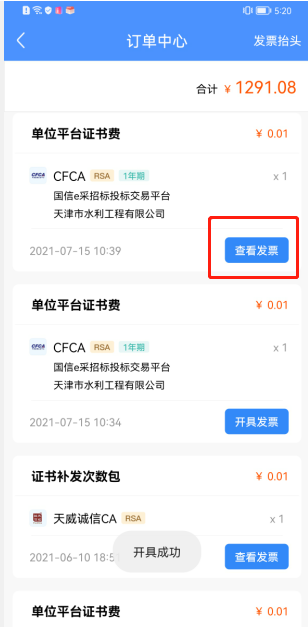 5:20
订单中心
发票抬头
合计 ¥ 1291.08
单位平台证书费 ¥ 0.01
CFCA CFCA RSA 1年期 x 1
国信e采招标投标交易平台
天津市水利工程有限公司
2021-07-15 10:39 查看发票
单位平台证书费 ¥ 0.01
CFCA CFCA RSA 1年期 x 1
国信e采招标投标交易平台
天津市水利工程有限公司
2021-07-15 10:34 开具发票
证书补发次数包 ¥ 0.01
天威诚信CA RSA x 1
开具成功
2021-06-10 18:5 查看发票
单位平台证书费 ¥ 0.01